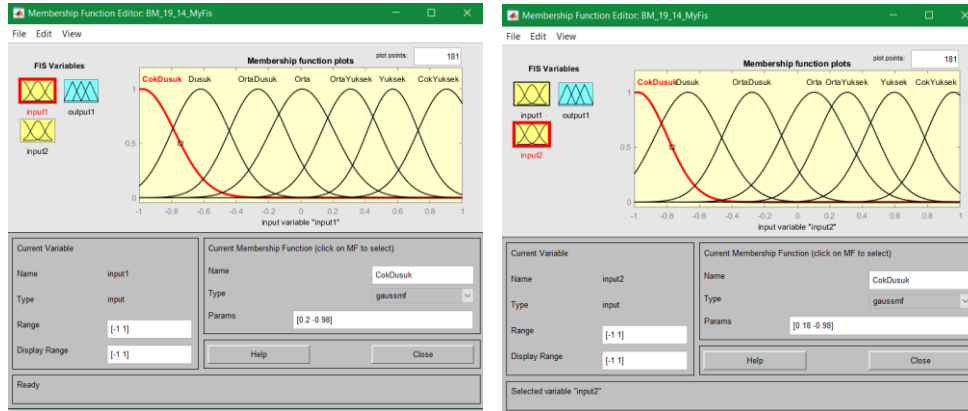 Membership Function Editor: BM_19_14_MyFis
File Edit View
FIS Variables
input1
output1
input2
Membership function plots
plot points:
181
CokDusuk Dusuk OrtaDusuk Orta OrtaYuksek Yuksek CokYuksek
1
0.5
0
-1 -0.8 -0.6 -0.4 -0.2 0 0.2 0.4 0.6 0.8 1
input variable "input1"
Current Variable
Name input1
Type input
Range [-1 1]
Display Range [-1 1]
Current Membership Function (click on MF to select)
Name CokDusuk
Type gaussmf
Params [0.2 -0.98]
Help Close
Ready
Membership Function Editor: BM_19_14_MyFis
File Edit View
FIS Variables
input1
output1
input2
Membership function plots
plot points:
181
CokDusuk Dusuk OrtaDusuk Orta OrtaYuksek Yuksek CokYuksek
1
0.5
0
-1 -0.8 -0.6 -0.4 -0.2 0 0.2 0.4 0.6 0.8 1
input variable "input2"
Current Variable
Name input2
Type input
Range [-1 1]
Display Range [-1 1]
Current Membership Function (click on MF to select)
Name CokDusuk
Type gaussmf
Params [0.18 -0.98]
Help Close
Selected variable "input2"